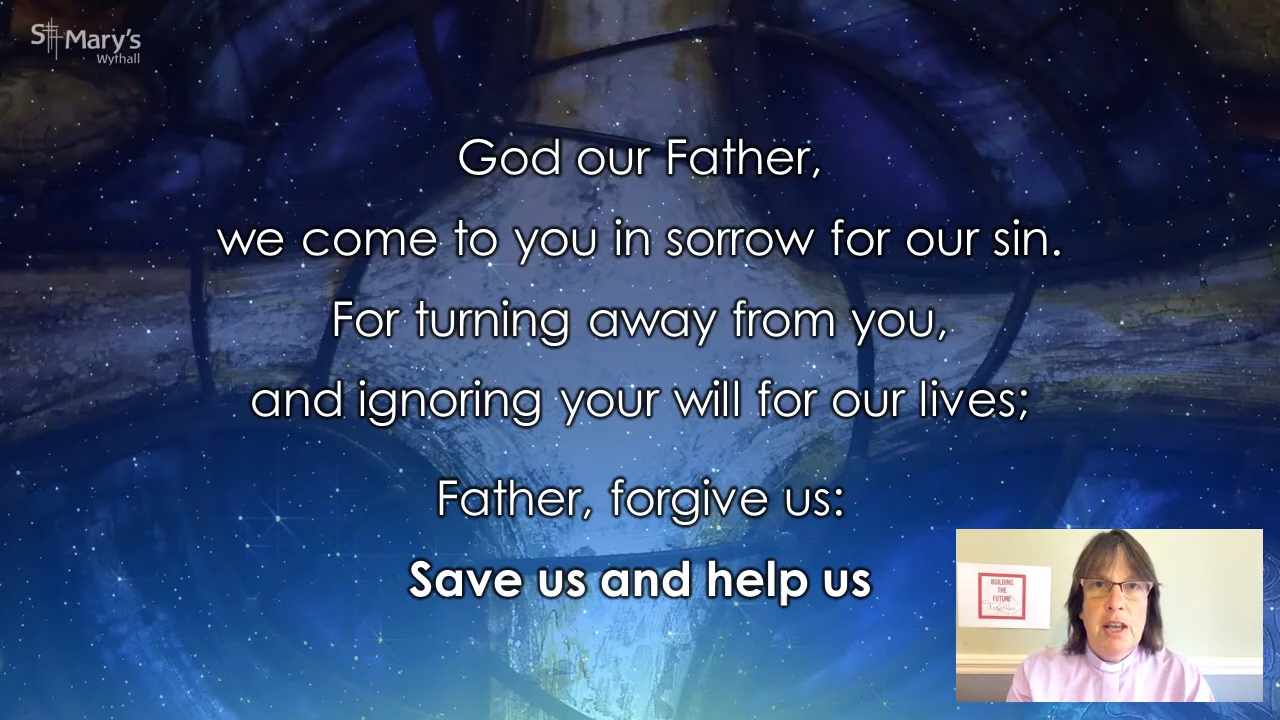 St Mary's
Wythall
God our Father,
we come to you in sorrow for our sin.
For turning away from you,
and ignoring your will for our lives;
Father, forgive us:
Save us and help us
BUILDING
THE
FUTURE
Together